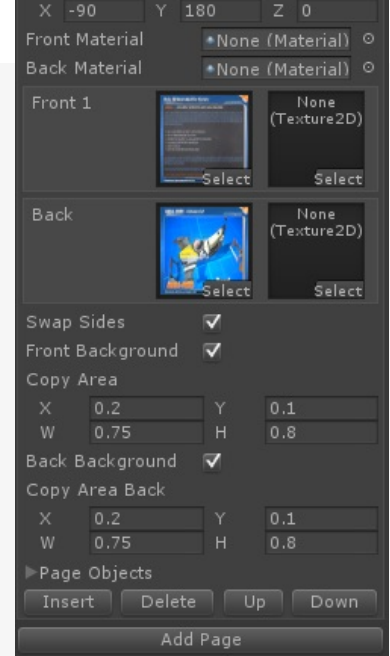 X -90 Y 180 Z 0
Front Material None (Material)
Back Material None (Material)
Front 1 None
(Texture2D)
Select Select
Back None
(Texture2D)
Select Select
Swap Sides
Front Background
Copy Area
X 0.2 Y 0.1
W 0.75 H 0.8
Back Background
Copy Area Back
X 0.2 Y 0.1
W 0.75 H 0.8
Page Objects
Insert Delete Up Down
Add Page